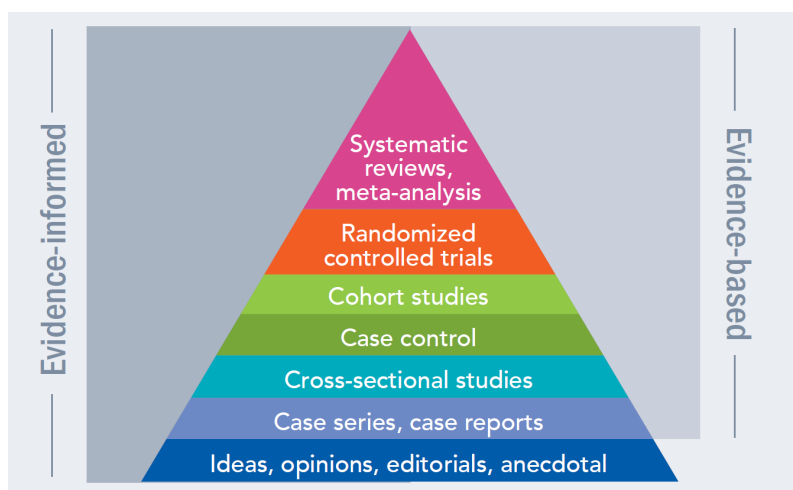 Evidence-informed
Systematic
reviews,
meta-analysis
Randomized
controlled trials
Cohort studies
Case control
Cross-sectional studies
Case series, case reports
Ideas, opinions, editorials, anecdotal
Evidence-based